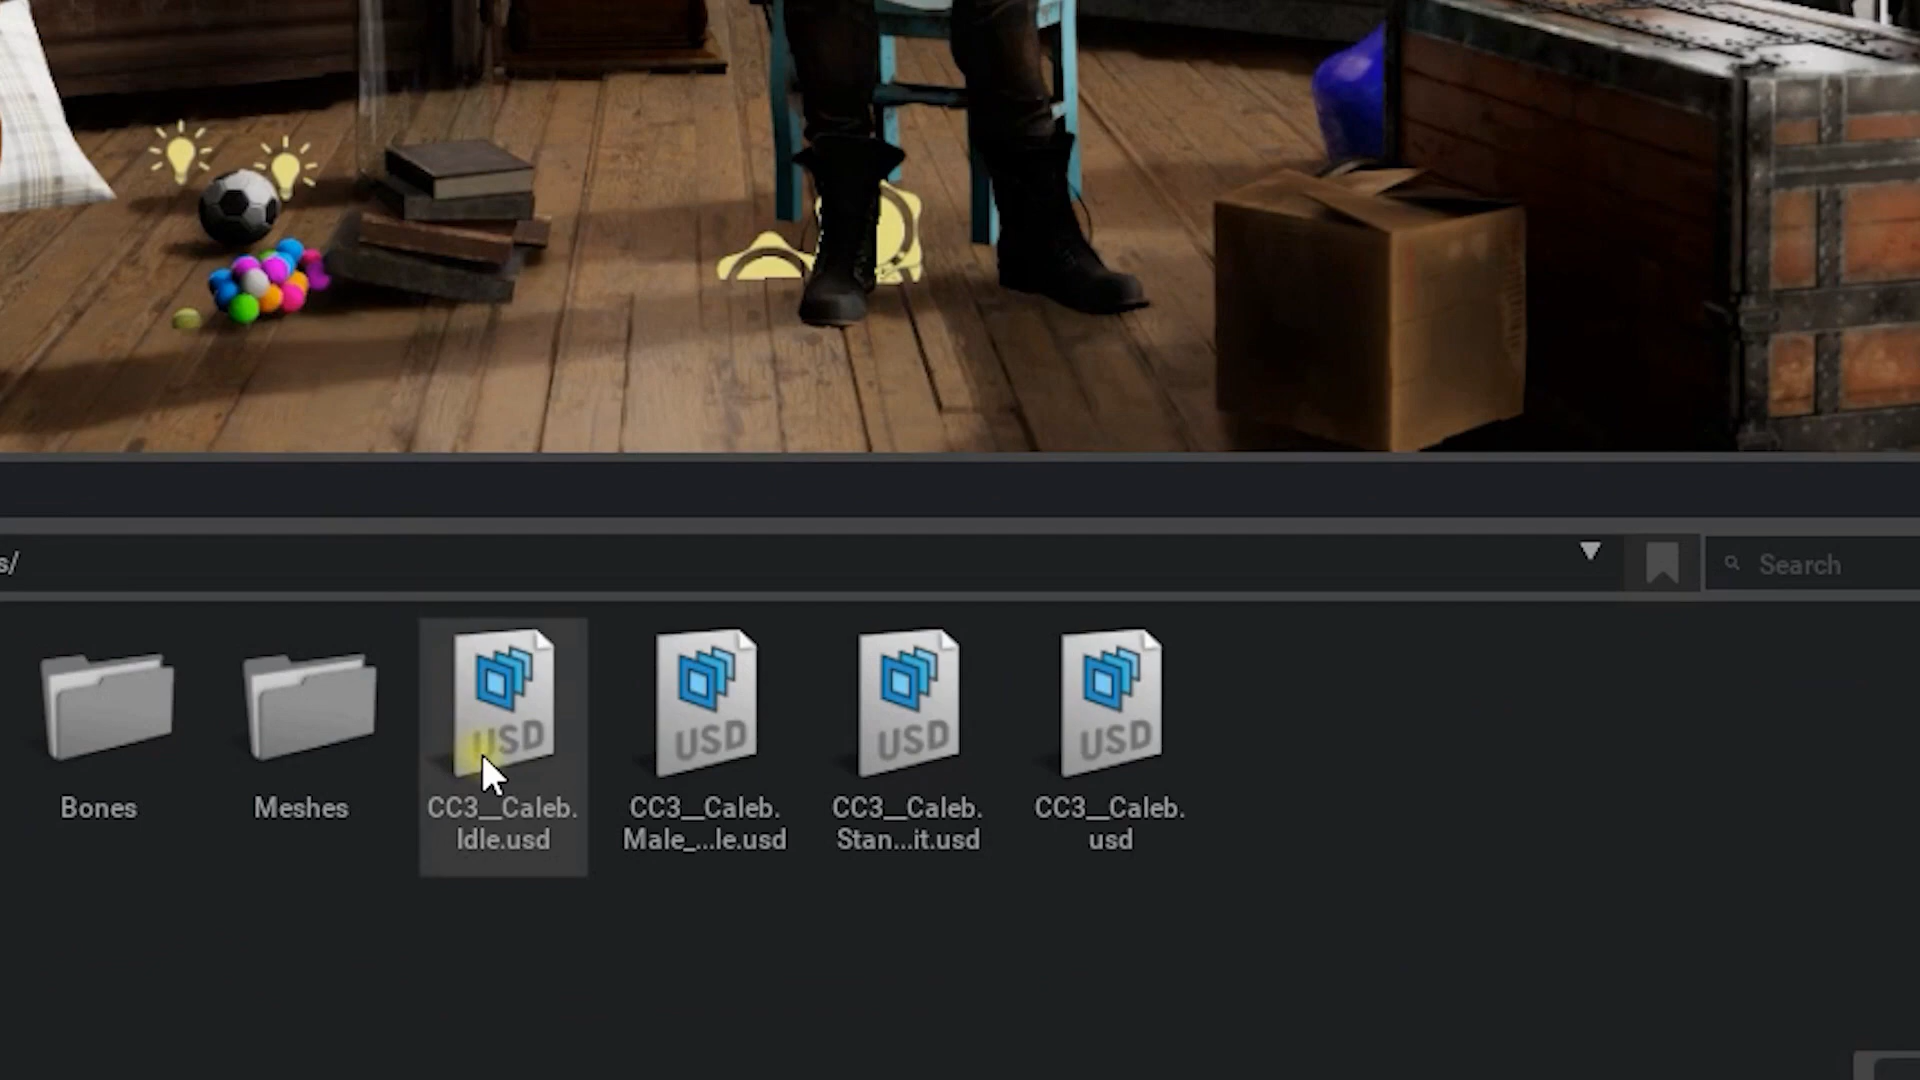 s/
Search
USD
USD
USD
USD
Bones
Meshes
CC3__Caleb.
Idle.usd
CC3__Caleb.
Male_...le.usd
CC3__Caleb.
Stan...it.usd
CC3__Caleb.
usd